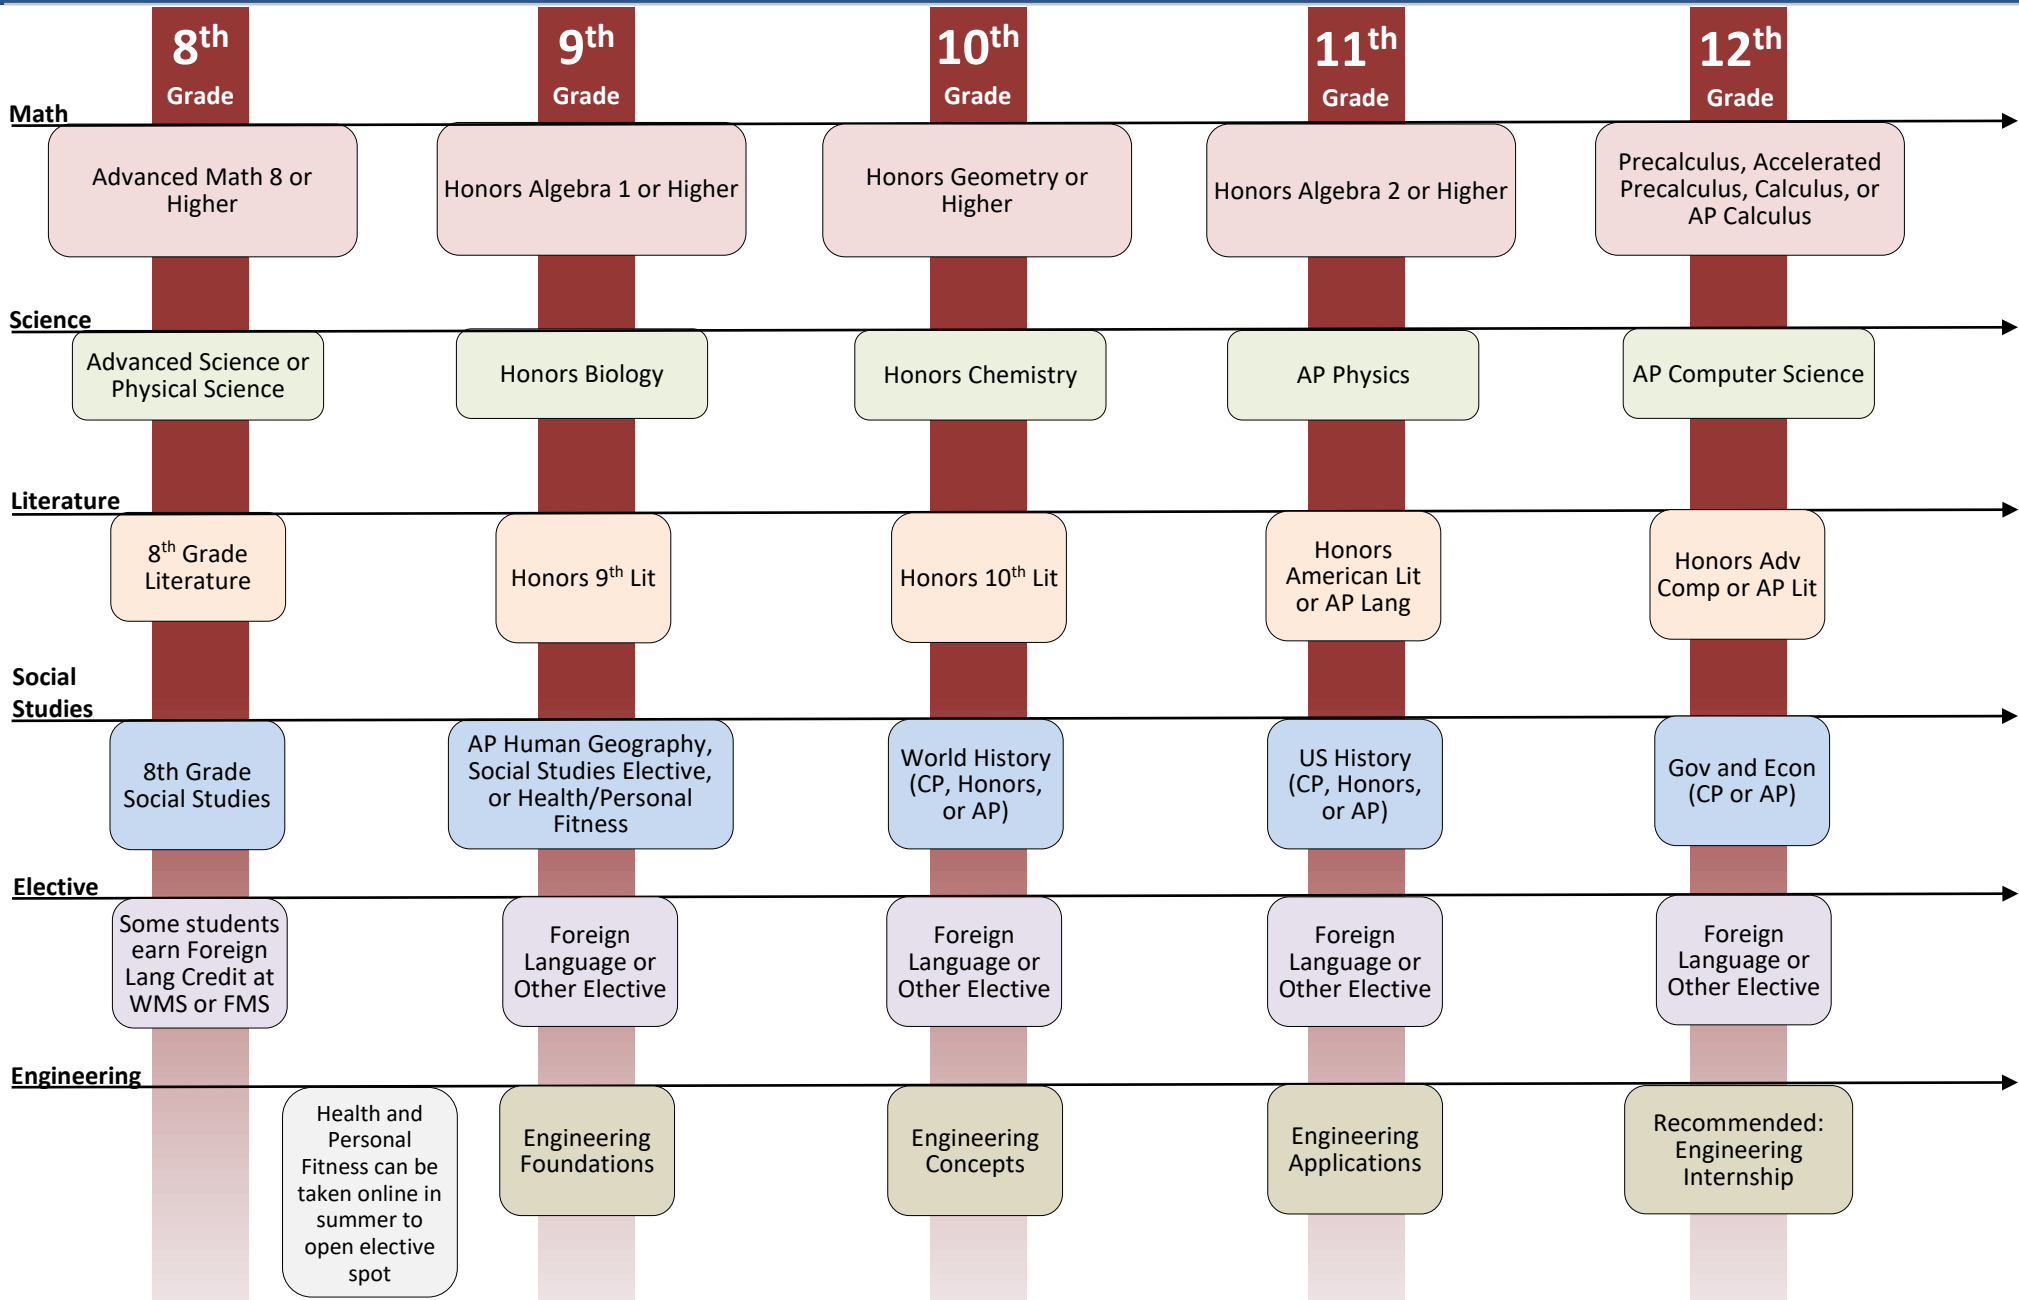 8th
Grade
9th
Grade
10th
Grade
11th
Grade
12th
Grade
Math
Advanced Math 8 or
Higher
Honors Algebra 1 or Higher
Honors Geometry or
Higher
Honors Algebra 2 or Higher
Precalculus, Accelerated
Precalculus, Calculus, or
AP Calculus
Science
Advanced Science or
Physical Science
Honors Biology
Honors Chemistry
AP Physics
AP Computer Science
Literature
8th Grade
Literature
Honors 9th Lit
Honors 10th Lit
Honors
American Lit
or AP Lang
Honors Adv
Comp or AP Lit
Social
Studies
8th Grade
Social Studies
AP Human Geography,
Social Studies Elective,
or Health/Personal
Fitness
World History
(CP, Honors,
or AP)
US History
(CP, Honors,
or AP)
Gov and Econ
(CP or AP)
Elective
Some students
earn Foreign
Lang Credit at
WMS or FMS
Foreign
Language or
Other Elective
Foreign
Language or
Other Elective
Foreign
Language or
Other Elective
Foreign
Language or
Other Elective
Engineering
Health and
Personal
Fitness can be
taken online in
summer to
open elective
spot
Engineering
Foundations
Engineering
Concepts
Engineering
Applications
Recommended:
Engineering
Internship